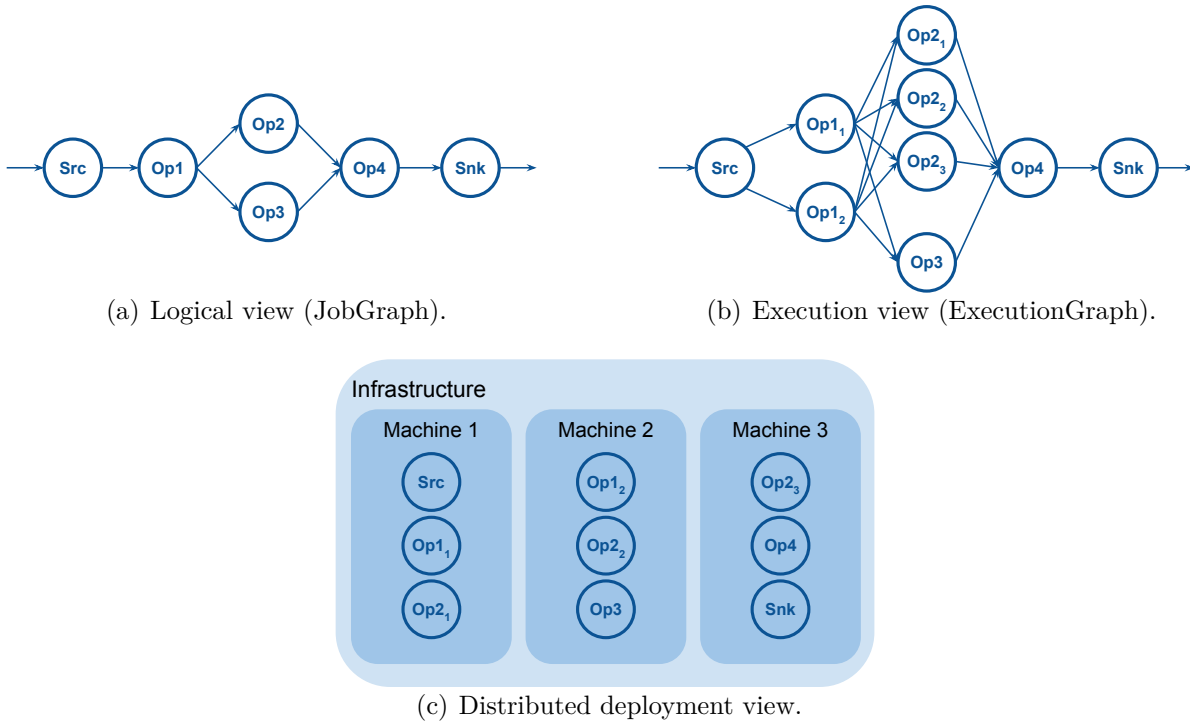 Src
Op1
Op2
Op3
Op4
Snk
(a) Logical view (JobGraph).
Src
Op1₁
Op1₂
Op2₁
Op2₂
Op2₃
Op3
Op4
Snk
(b) Execution view (ExecutionGraph).
Infrastructure
Machine 1
Src
Op1₁
Op2₁
Machine 2
Op1₂
Op2₂
Op3
Machine 3
Op2₃
Op4
Snk
(c) Distributed deployment view.